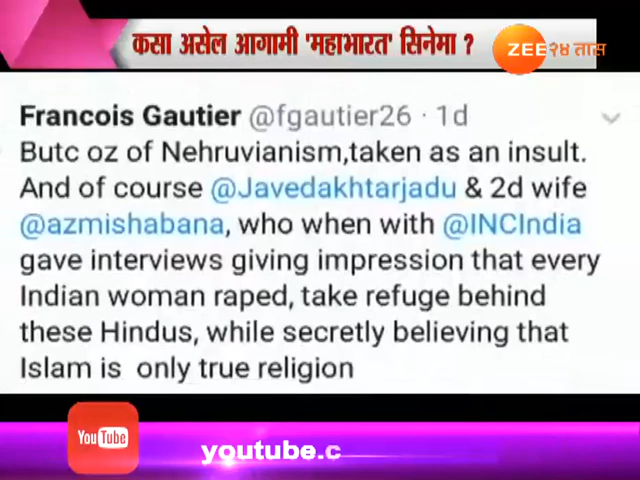 कसा असेल आगामी 'महाभारत' सिनेमा ?
ZEE २४ तास
Francois Gautier @fgautier26 · 1d
Butc oz of Nehruvianism,taken as an insult.
And of course @Javedakhtarjadu & 2d wife
@azmishabana, who when with @INCIndia
gave interviews giving impression that every
Indian woman raped, take refuge behind
these Hindus, while secretly believing that
Islam is only true religion
YouTube
youtube.c